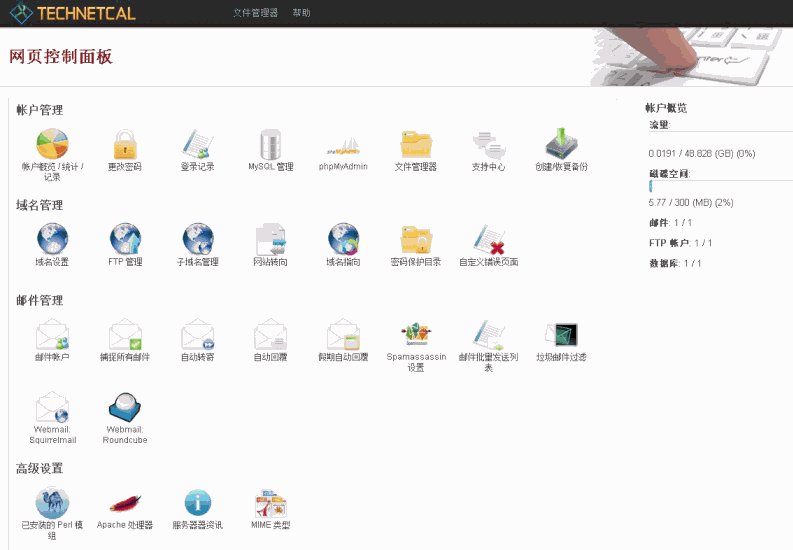 TECHNETCAL
文件管理器 帮助
网页控制面板
帐户管理
帐户概览 / 统计 / 记录
更改密码
登录记录
MySQL 管理
phpMyAdmin
文件管理器
支持中心
创建/恢复备份
域名管理
域名设置
FTP 管理
子域名管理
网站转向
域名指向
密码保护目录
自定义错误页面
邮件管理
邮件帐户
捕捉所有邮件
自动转寄
自动回覆
假期自动回覆
Spamassassin 设置
邮件批量发送列表
垃圾邮件过滤
Webmail: Squirrelmail
Webmail: Roundcube
高级设置
已安装的 Perl 模组
Apache 处理器
服务器器资讯
MIME 类型
帐户概览
流量:
0.0191 / 48.828 (GB) (0%)
磁碟空间:
5.77 / 300 (MB) (2%)
邮件: 1 / 1
FTP 帐户: 1 / 1
数据库: 1 / 1